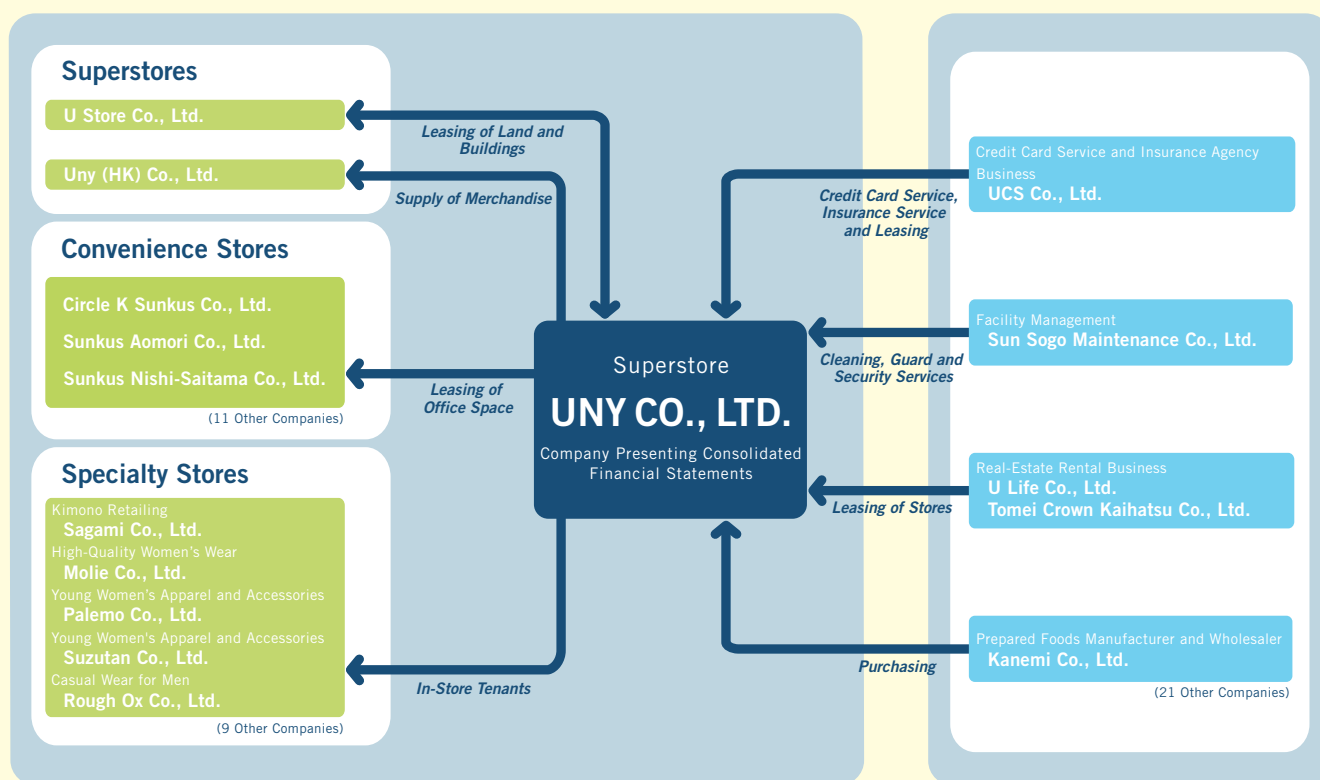 Superstores
U Store Co., Ltd.
Uny (HK) Co., Ltd.
Leasing of Land and
Buildings
Supply of Merchandise
Convenience Stores
Circle K Sunkus Co., Ltd.
Sunkus Aomori Co., Ltd.
Sunkus Nishi-Saitama Co., Ltd.
(11 Other Companies)
Leasing of
Office Space
Specialty Stores
Kimono Retailing
Sagami Co., Ltd.
High-Quality Women's Wear
Molie Co., Ltd.
Young Women's Apparel and Accessories
Palemo Co., Ltd.
Young Women's Apparel and Accessories
Suzutan Co., Ltd.
Casual Wear for Men
Rough Ox Co., Ltd.
(9 Other Companies)
In-Store Tenants
Superstore
UNY CO., LTD.
Company Presenting Consolidated
Financial Statements
Credit Card Service,
Insurance Service
and Leasing
Credit Card Service and Insurance Agency
Business
UCS Co., Ltd.
Cleaning, Guard and
Security Services
Facility Management
Sun Sogo Maintenance Co., Ltd.
Leasing of Stores
Real-Estate Rental Business
U Life Co., Ltd.
Tomei Crown Kaihatsu Co., Ltd.
Purchasing
Prepared Foods Manufacturer and Wholesaler
Kanemi Co., Ltd.
(21 Other Companies)